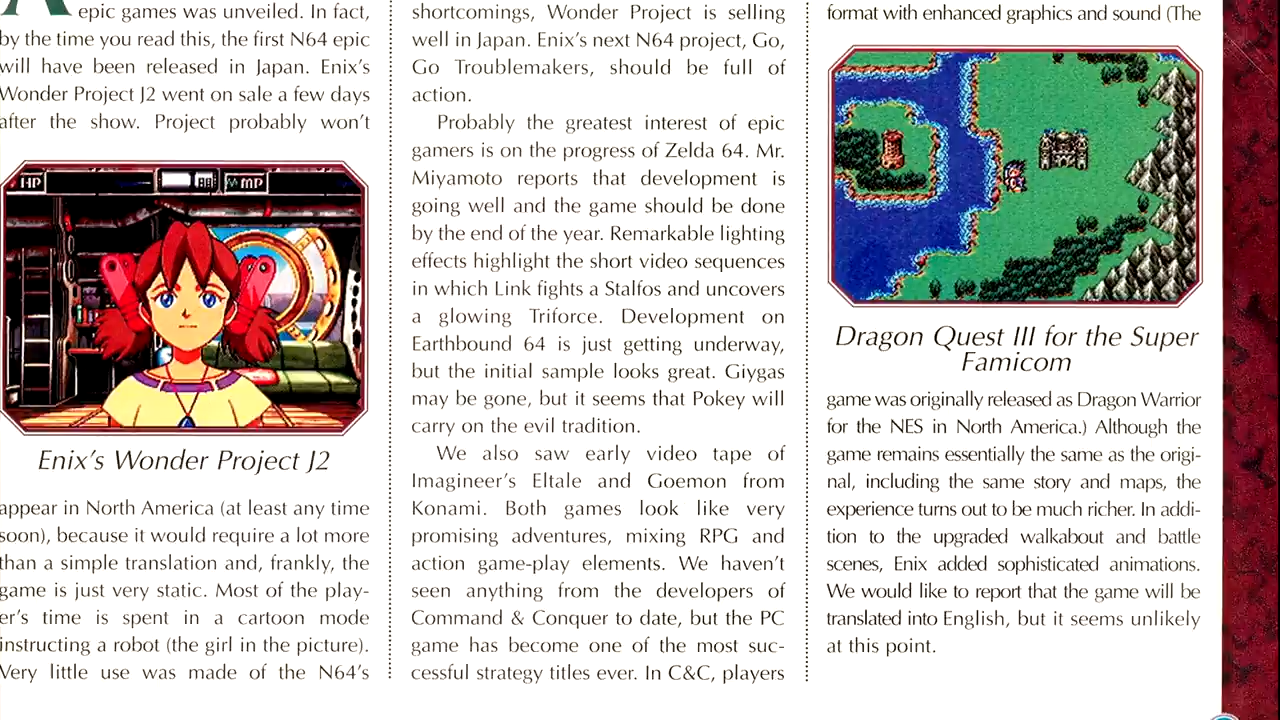 epic games was unveiled. In fact,
by the time you read this, the first N64 epic
will have been released in Japan. Enix's
Wonder Project J2 went on sale a few days
after the show. Project probably won't
HP
MP
Enix's Wonder Project J2
appear in North America (at least any time
soon), because it would require a lot more
than a simple translation and, frankly, the
game is just very static. Most of the play-
er's time is spent in a cartoon mode
instructing a robot (the girl in the picture).
Very little use was made of the N64's
shortcomings, Wonder Project is selling
well in Japan. Enix's next N64 project, Go,
Go Troublemakers, should be full of
action.
Probably the greatest interest of epic
gamers is on the progress of Zelda 64. Mr.
Miyamoto reports that development is
going well and the game should be done
by the end of the year. Remarkable lighting
effects highlight the short video sequences
in which Link fights a Stalfos and uncovers
a glowing Triforce. Development on
Earthbound 64 is just getting underway,
but the initial sample looks great. Giygas
may be gone, but it seems that Pokey will
carry on the evil tradition.
We also saw early video tape of
Imagineer's Eltale and Goemon from
Konami. Both games look like very
promising adventures, mixing RPG and
action game-play elements. We haven't
seen anything from the developers of
Command & Conquer to date, but the PC
game has become one of the most suc-
cessful strategy titles ever. In C&C, players
format with enhanced graphics and sound (The
Dragon Quest III for the Super
Famicom
game was originally released as Dragon Warrior
for the NES in North America.) Although the
game remains essentially the same as the origi-
nal, including the same story and maps, the
experience turns out to be much richer. In addi-
tion to the upgraded walkabout and battle
scenes, Enix added sophisticated animations.
We would like to report that the game will be
translated into English, but it seems unlikely
at this point.